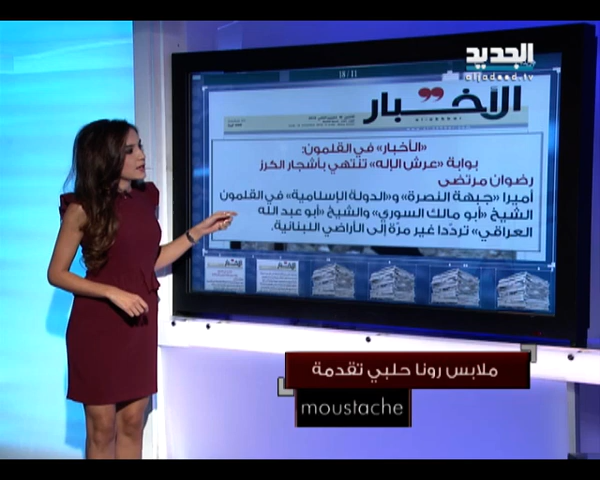 18/11
الجديد
aljadeed.tv
الأخبار
«الأخبار» في القلمون:
بوابة «عرش الإله» تنتهي بأشجار الكرز
رضوان مرتضى
أميرا «جبهة النصرة» و«الدولة الإسلامية» في القلمون
الشيخ «أبو مالك السوري» والشيخ «أبو عبد الله
العراقي» تردّدا غير مرّة إلى الأراضي اللبنانية.
ملابس رونا حلبي تقدمة
moustache